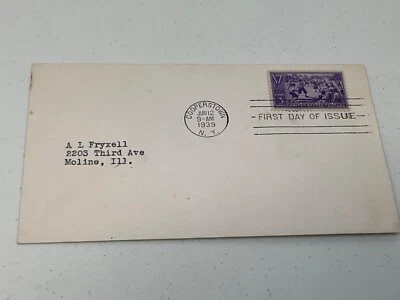 COOPERSTOWN
JUN 12
9-AM
1939
N. Y.
FIRST DAY OF ISSUE
A L Fryxell
2203 Third Ave
Moline, Ill.